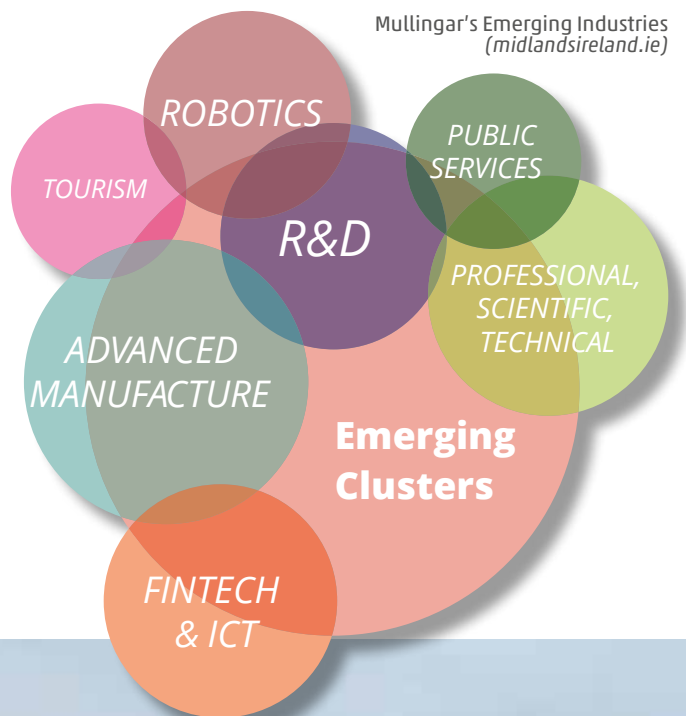 Mullingar's Emerging Industries
(midlandsireland.ie)
ROBOTICS
PUBLIC
SERVICES
TOURISM
R&D
PROFESSIONAL,
SCIENTIFIC,
TECHNICAL
ADVANCED
MANUFACTURE
Emerging
Clusters
FINTECH
& ICT